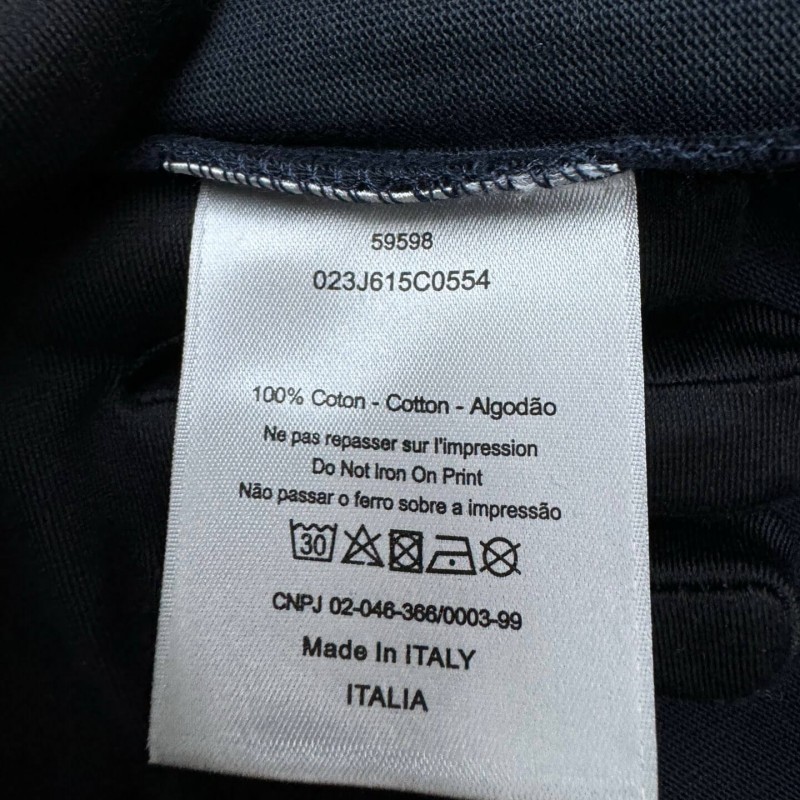 59598
023J615C0554
100% Coton - Cotton - Algodão
Ne pas repasser sur l'impression
Do Not Iron On Print
Não passar o ferro sobre a impressão
30
CNPJ 02-046-366/0003-99
Made In ITALY
ITALIA